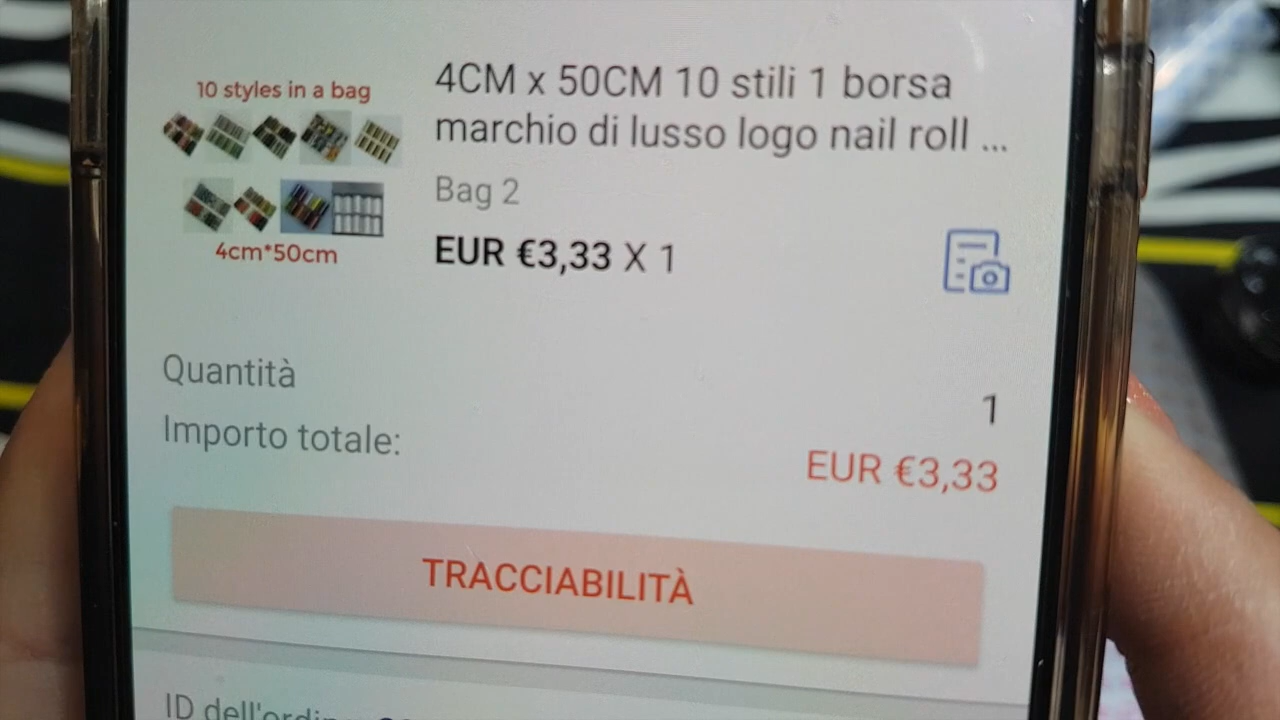 10 styles in a bag
4cm*50cm
4CM x 50CM 10 stili 1 borsa
marchio di lusso logo nail roll ...
Bag 2
EUR €3,33 X 1
Quantità
1
Importo totale:
EUR €3,33
TRACCIABILITÀ
ID